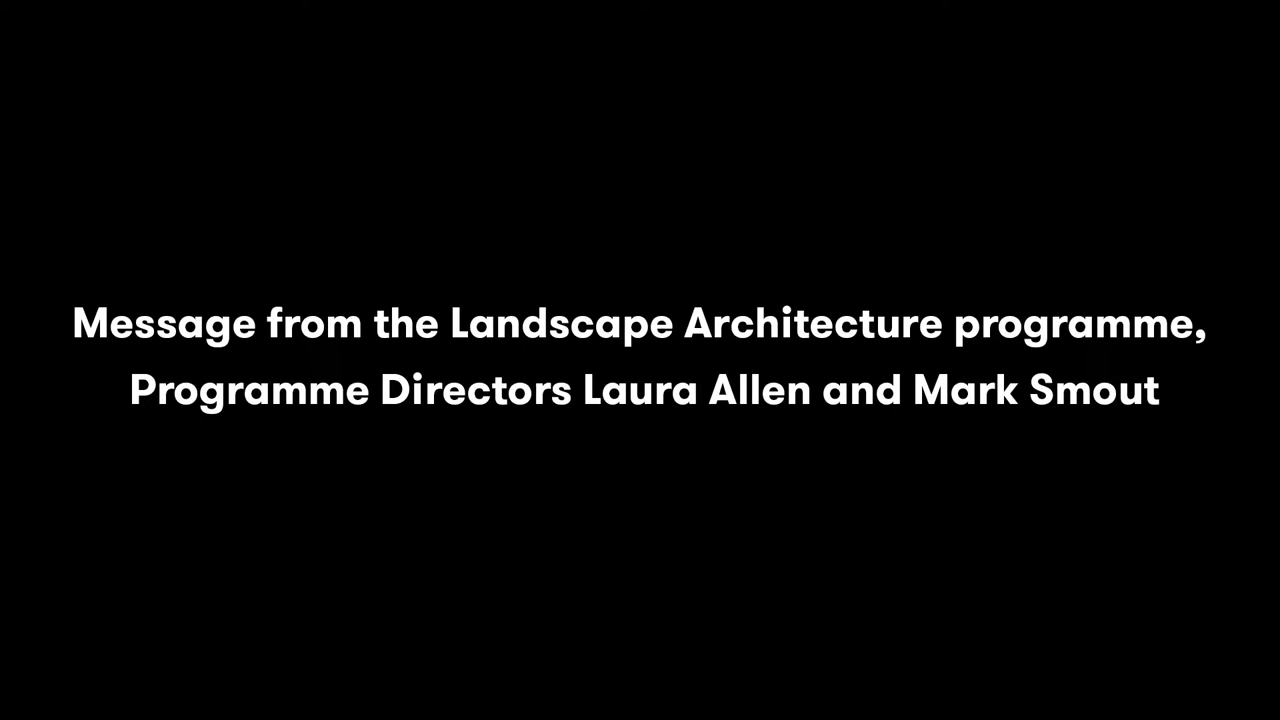 Message from the Landscape Architecture programme,
Programme Directors Laura Allen and Mark Smout